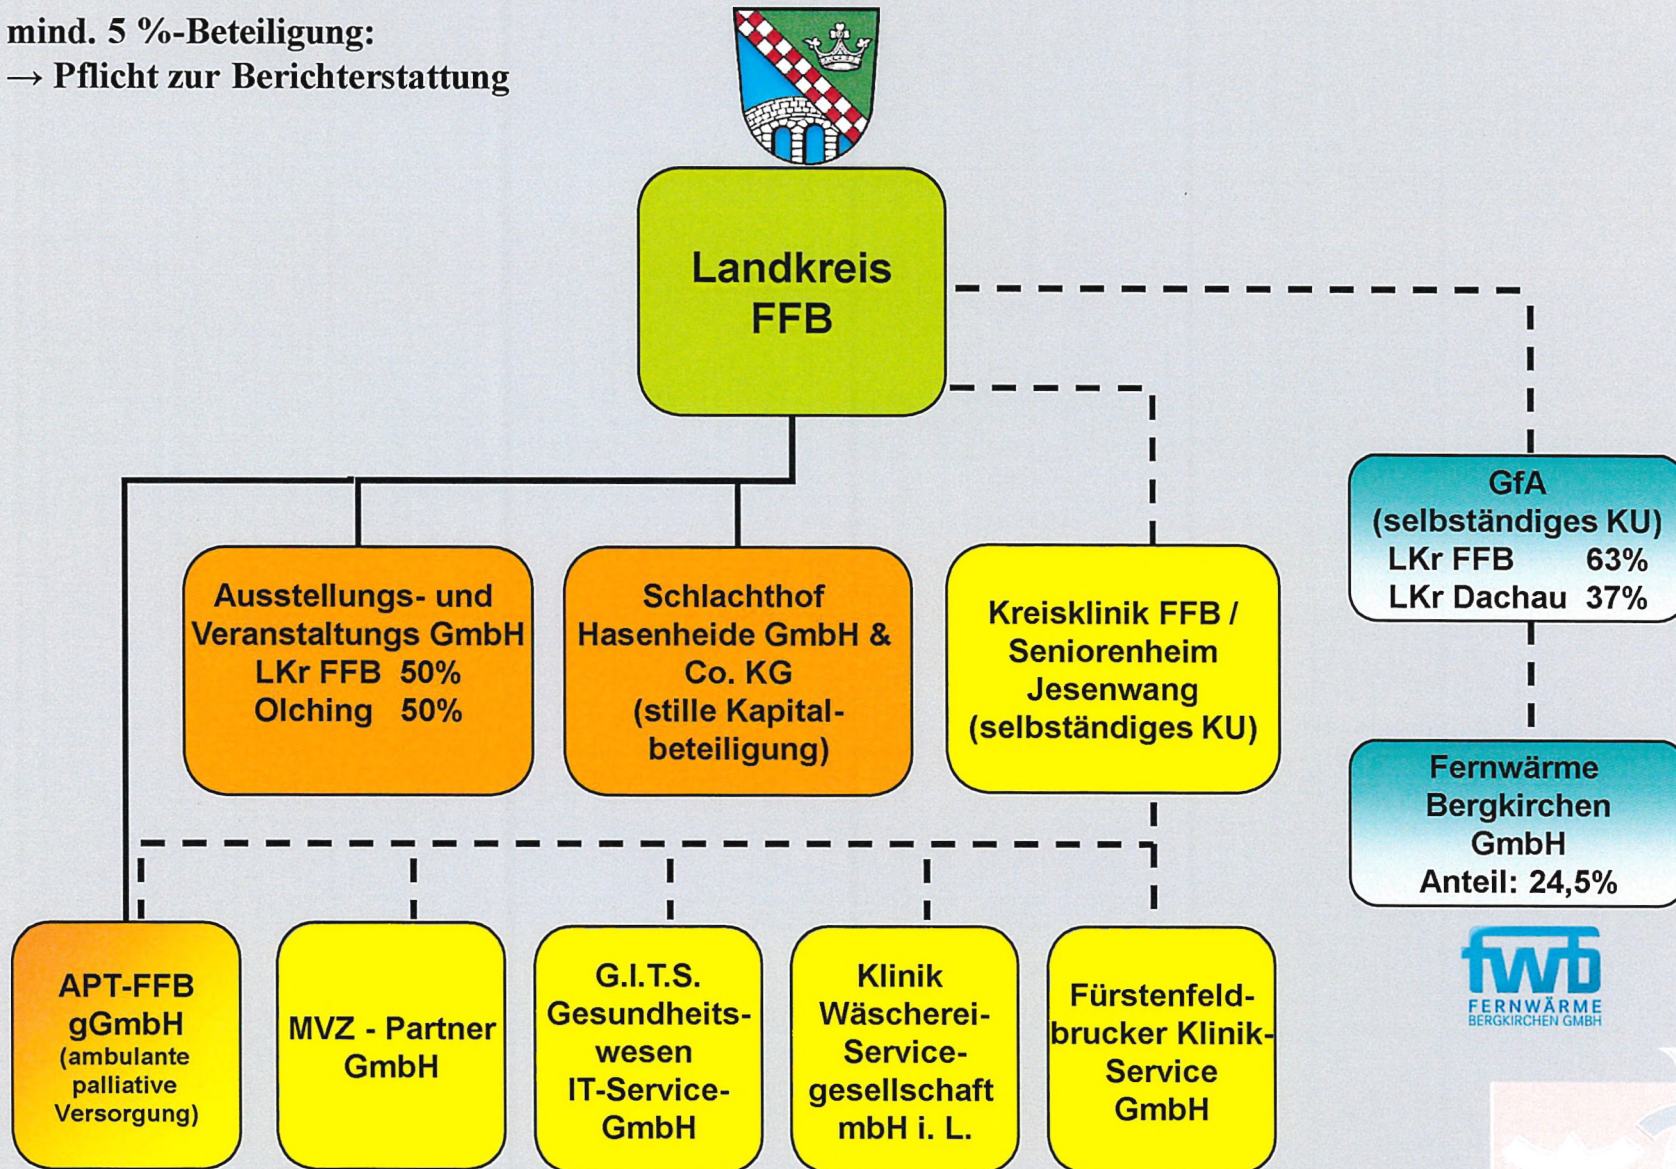 mind. 5 %-Beteiligung:
→ Pflicht zur Berichterstattung
Landkreis
FFB
GfA
(selbständiges KU)
LKr FFB 63%
LKr Dachau 37%
Ausstellungs- und
Veranstaltungs GmbH
LKr FFB 50%
Olching 50%
Schlachthof
Hasenheide GmbH &
Co. KG
(stille Kapital-
beteiligung)
Kreisklinik FFB /
Seniorenheim
Jesenwang
(selbständiges KU)
Fernwärme
Bergkirchen
GmbH
Anteil: 24,5%
fwb
FERNWÄRME
BERGKIRCHEN GMBH
APT-FFB
gGmbH
(ambulante
palliative
Versorgung)
MVZ - Partner
GmbH
G.I.T.S.
Gesundheits-
wesen
IT-Service-
GmbH
Klinik
Wäscherei-
Service-
gesellschaft
mbH i. L.
Fürstenfeld-
brucker Klinik-
Service
GmbH